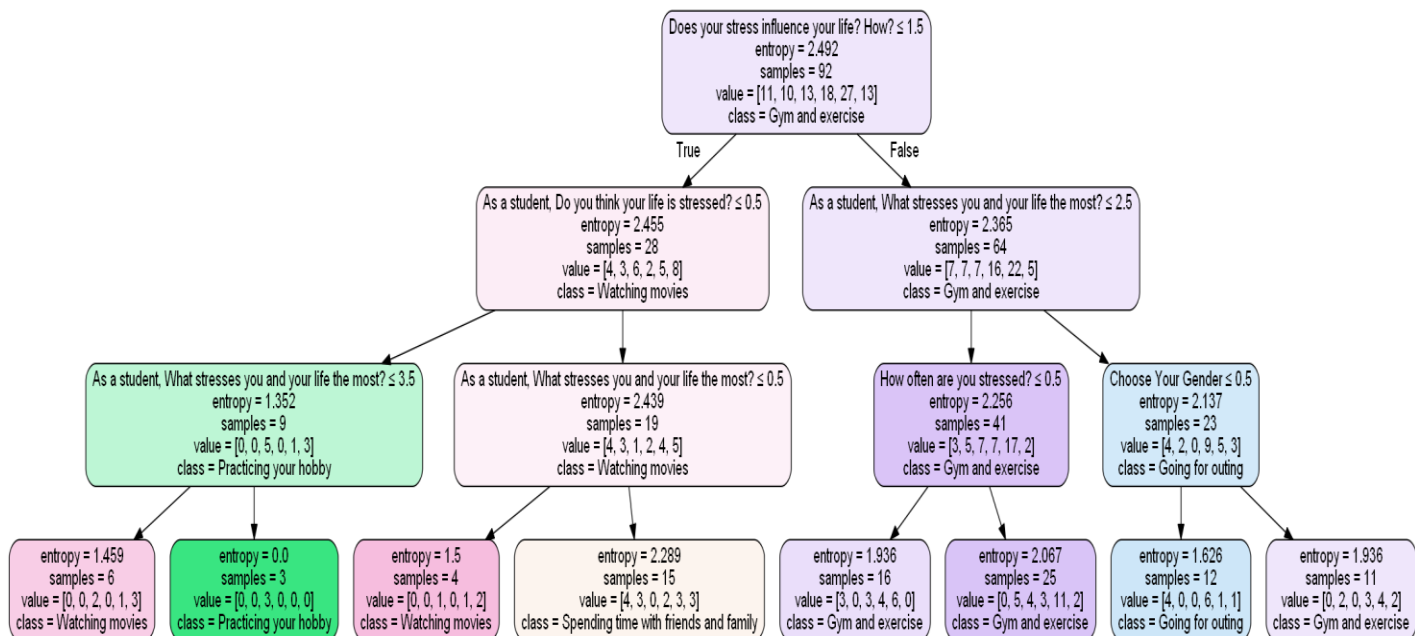 Does your stress influence your life? How? ≤ 1.5
entropy = 2.492
samples = 92
value = [11, 10, 13, 18, 27, 13]
class = Gym and exercise
True
False
As a student, Do you think your life is stressed? ≤ 0.5
entropy = 2.455
samples = 28
value = [4, 3, 6, 2, 5, 8]
class = Watching movies
As a student, What stresses you and your life the most? ≤ 2.5
entropy = 2.365
samples = 64
value = [7, 7, 7, 16, 22, 5]
class = Gym and exercise
As a student, What stresses you and your life the most? ≤ 3.5
entropy = 1.352
samples = 9
value = [0, 0, 5, 0, 1, 3]
class = Practicing your hobby
As a student, What stresses you and your life the most? ≤ 0.5
entropy = 2.439
samples = 19
value = [4, 3, 1, 2, 4, 5]
class = Watching movies
How often are you stressed? ≤ 0.5
entropy = 2.256
samples = 41
value = [3, 5, 7, 7, 17, 2]
class = Gym and exercise
Choose Your Gender ≤ 0.5
entropy = 2.137
samples = 23
value = [4, 2, 0, 9, 5, 3]
class = Going for outing
entropy = 1.459
samples = 6
value = [0, 0, 2, 0, 1, 3]
class = Watching movies
entropy = 0.0
samples = 3
value = [0, 0, 3, 0, 0, 0]
class = Practicing your hobby
entropy = 1.5
samples = 4
value = [0, 0, 1, 0, 1, 2]
class = Watching movies
entropy = 2.289
samples = 15
value = [4, 3, 0, 2, 3, 3]
class = Spending time with friends and family
entropy = 1.936
samples = 16
value = [3, 0, 3, 4, 6, 0]
class = Gym and exercise
entropy = 2.067
samples = 25
value = [0, 5, 4, 3, 11, 2]
class = Gym and exercise
entropy = 1.626
samples = 12
value = [4, 0, 0, 6, 1, 1]
class = Going for outing
entropy = 1.936
samples = 11
value = [0, 2, 0, 3, 4, 2]
class = Gym and exercise